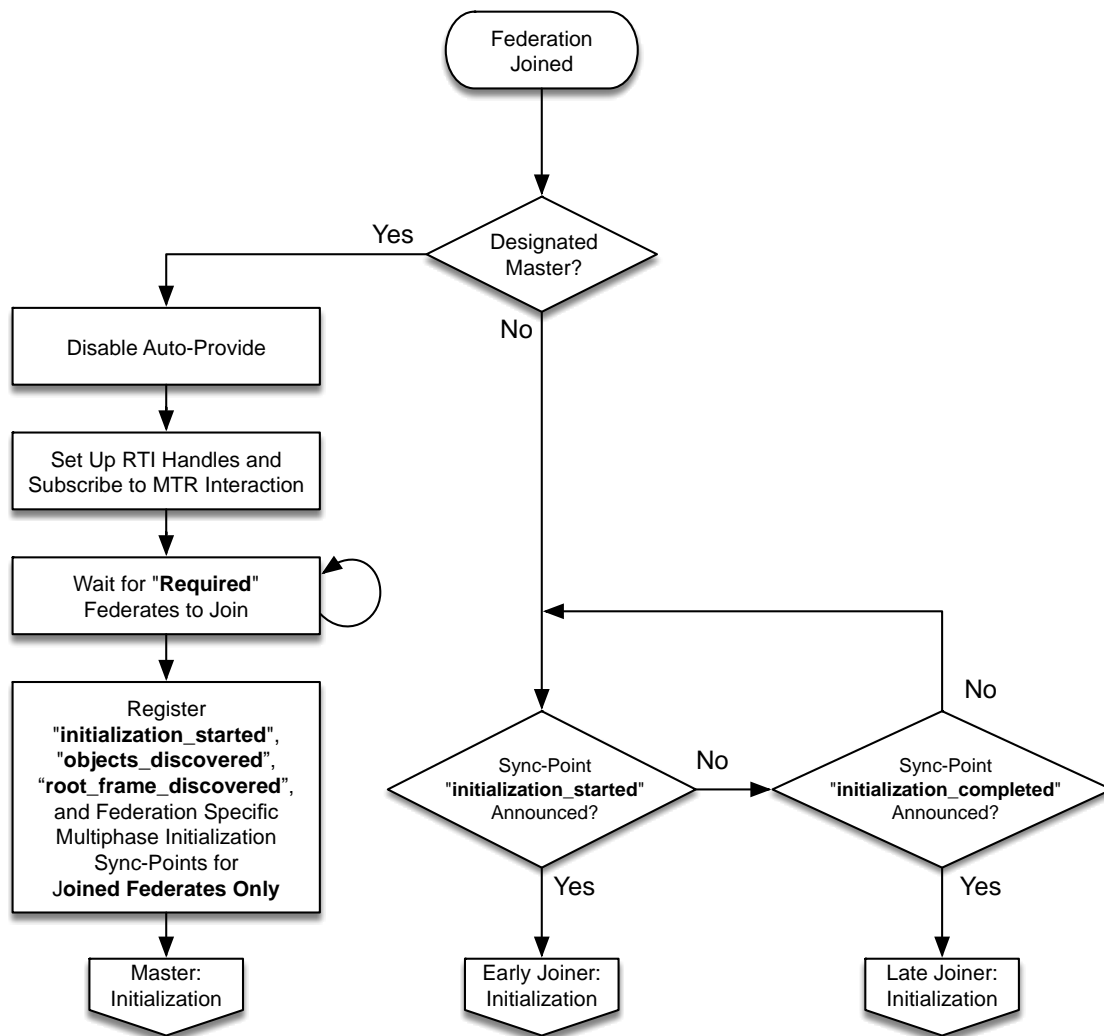 Federation
Joined
Yes
Designated
Master?
No
Disable Auto-Provide
Set Up RTI Handles and
Subscribe to MTR Interaction
Wait for "Required"
Federates to Join
Register
"initialization_started",
"objects_discovered”,
“root_frame_discovered”,
and Federation Specific
Multiphase Initialization
Sync-Points for
Joined Federates Only
Master:
Initialization
Sync-Point
"initialization_started"
Announced?
No
Yes
Early Joiner:
Initialization
No
Sync-Point
"initialization_completed"
Announced?
Yes
Late Joiner:
Initialization